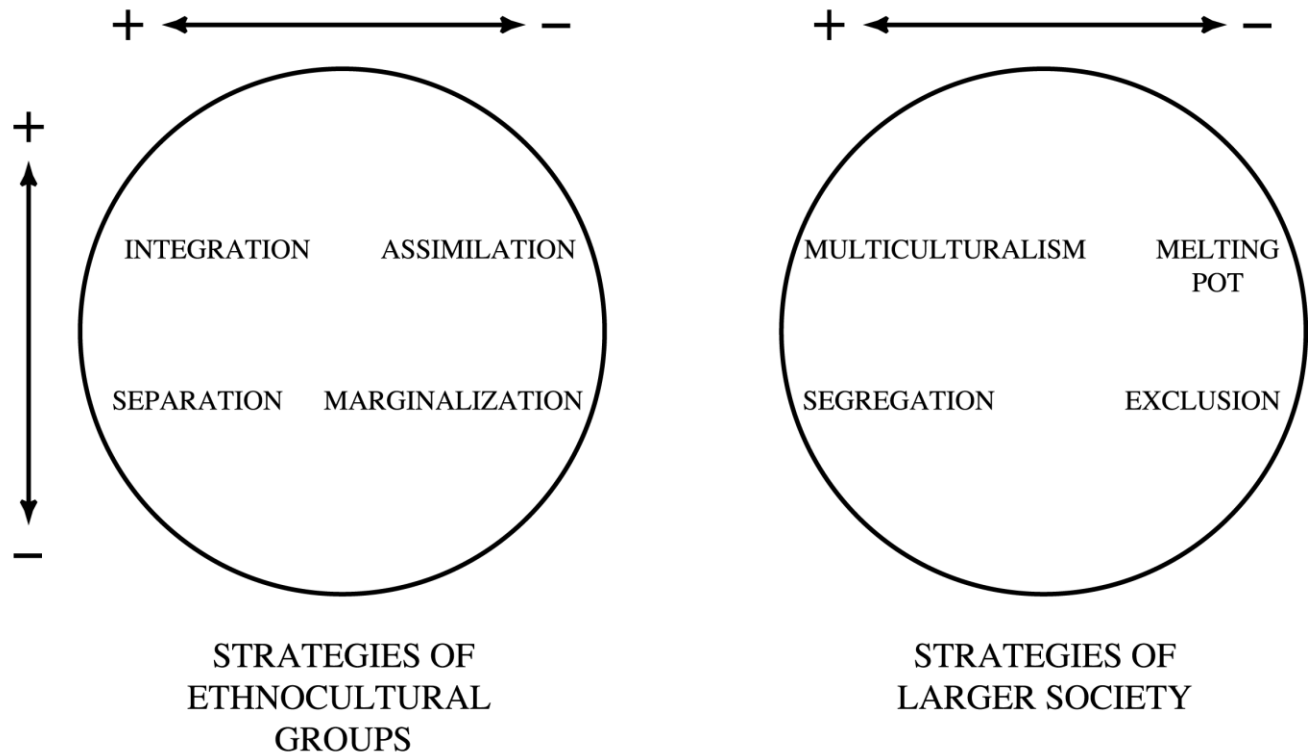 + −
+ −
+
−
INTEGRATION ASSIMILATION
SEPARATION MARGINALIZATION
MULTICULTURALISM MELTING
POT
SEGREGATION EXCLUSION
STRATEGIES OF
ETHNOCULTURAL
GROUPS
STRATEGIES OF
LARGER SOCIETY